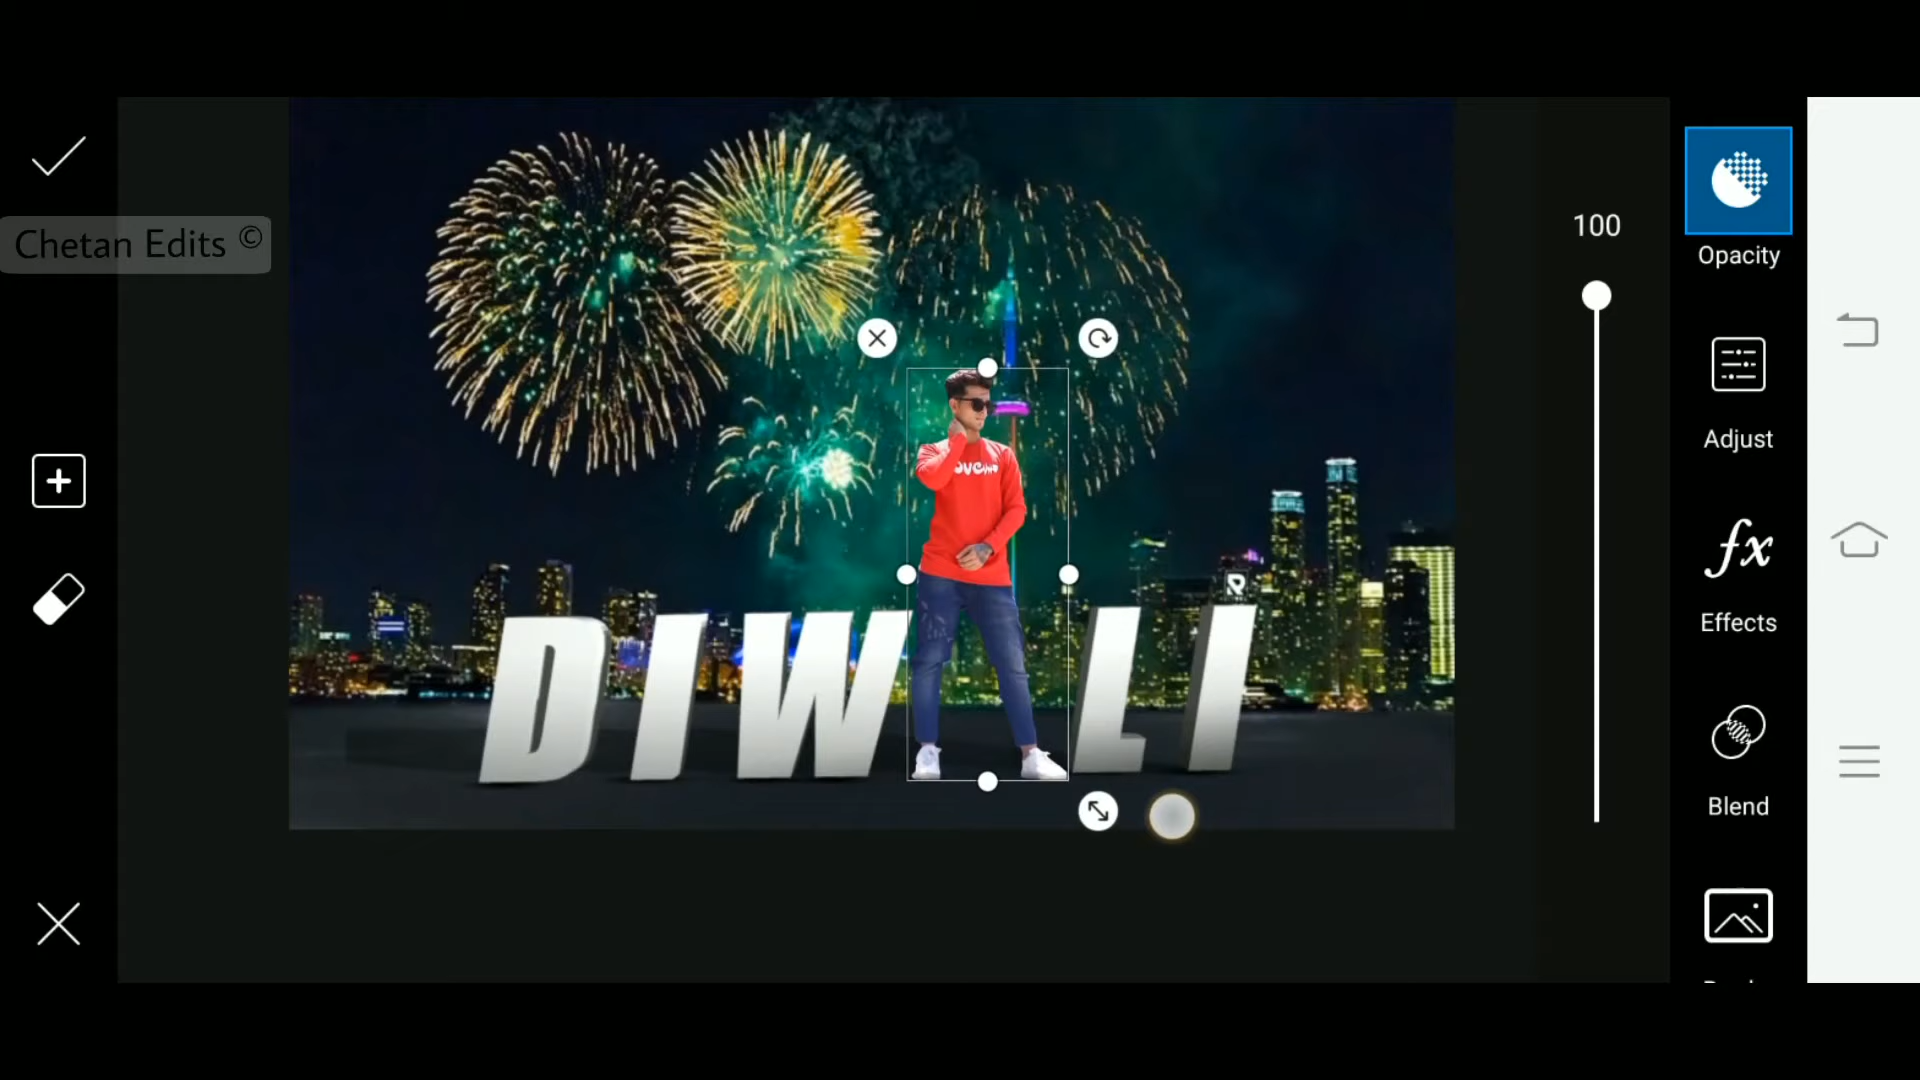 Chetan Edits ©
100
Opacity
Adjust
fx
Effects
Blend
DIW LI
R